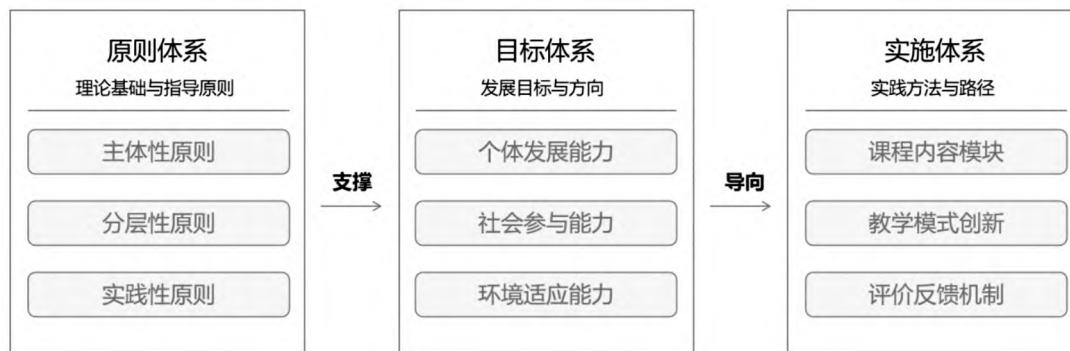 原则体系
理论基础与指导原则
主体性原则
分层性原则
实践性原则
支撑
目标体系
发展目标与方向
个体发展能力
社会参与能力
环境适应能力
导向
实施体系
实践方法与路径
课程内容模块
教学模式创新
评价反馈机制